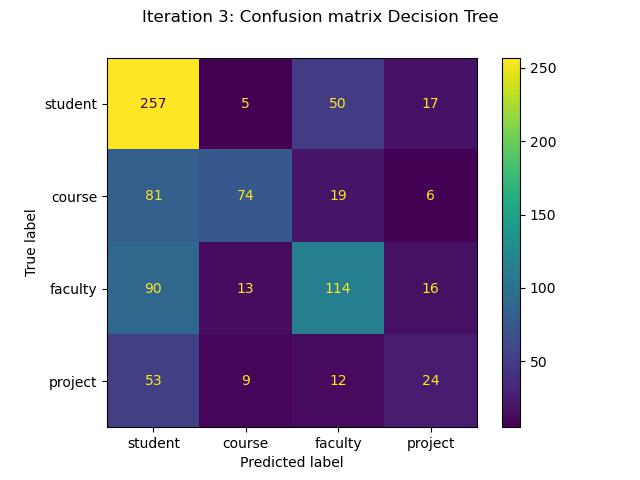 Iteration 3: Confusion matrix Decision Tree
student 257 5 50 17
course 81 74 19 6
faculty 90 13 114 16
project 53 9 12 24
student course faculty project
Predicted label
True label
250
200
150
100
50